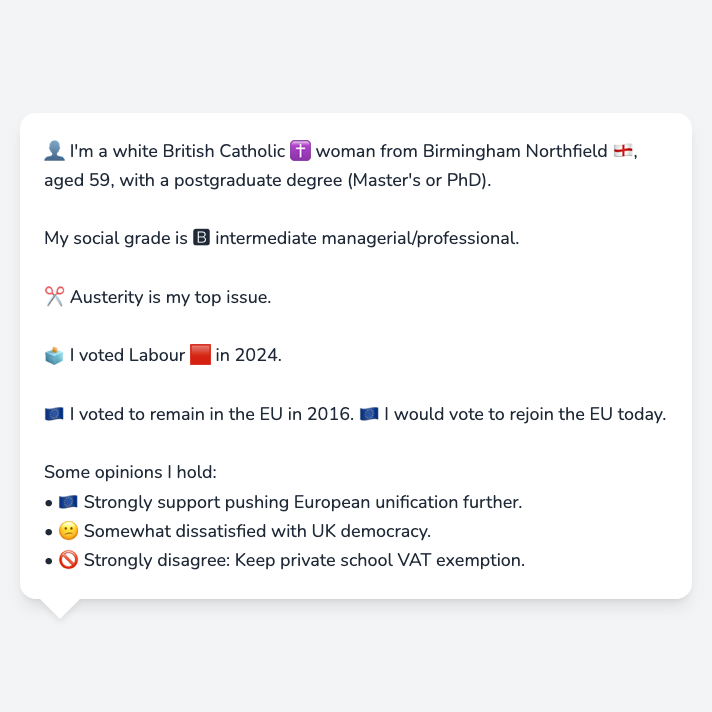 👤 I'm a white British Catholic ✝️ woman from Birmingham Northfield 🏴󠁧󠁢󠁥󠁮󠁧󠁿,
aged 59, with a postgraduate degree (Master's or PhD).
My social grade is 🅱 intermediate managerial/professional.
✂️ Austerity is my top issue.
🗳️ I voted Labour 🟥 in 2024.
🇪🇺 I voted to remain in the EU in 2016. 🇪🇺 I would vote to rejoin the EU today.
Some opinions I hold:
• 🇪🇺 Strongly support pushing European unification further.
• 🙁 Somewhat dissatisfied with UK democracy.
• 🚫 Strongly disagree: Keep private school VAT exemption.